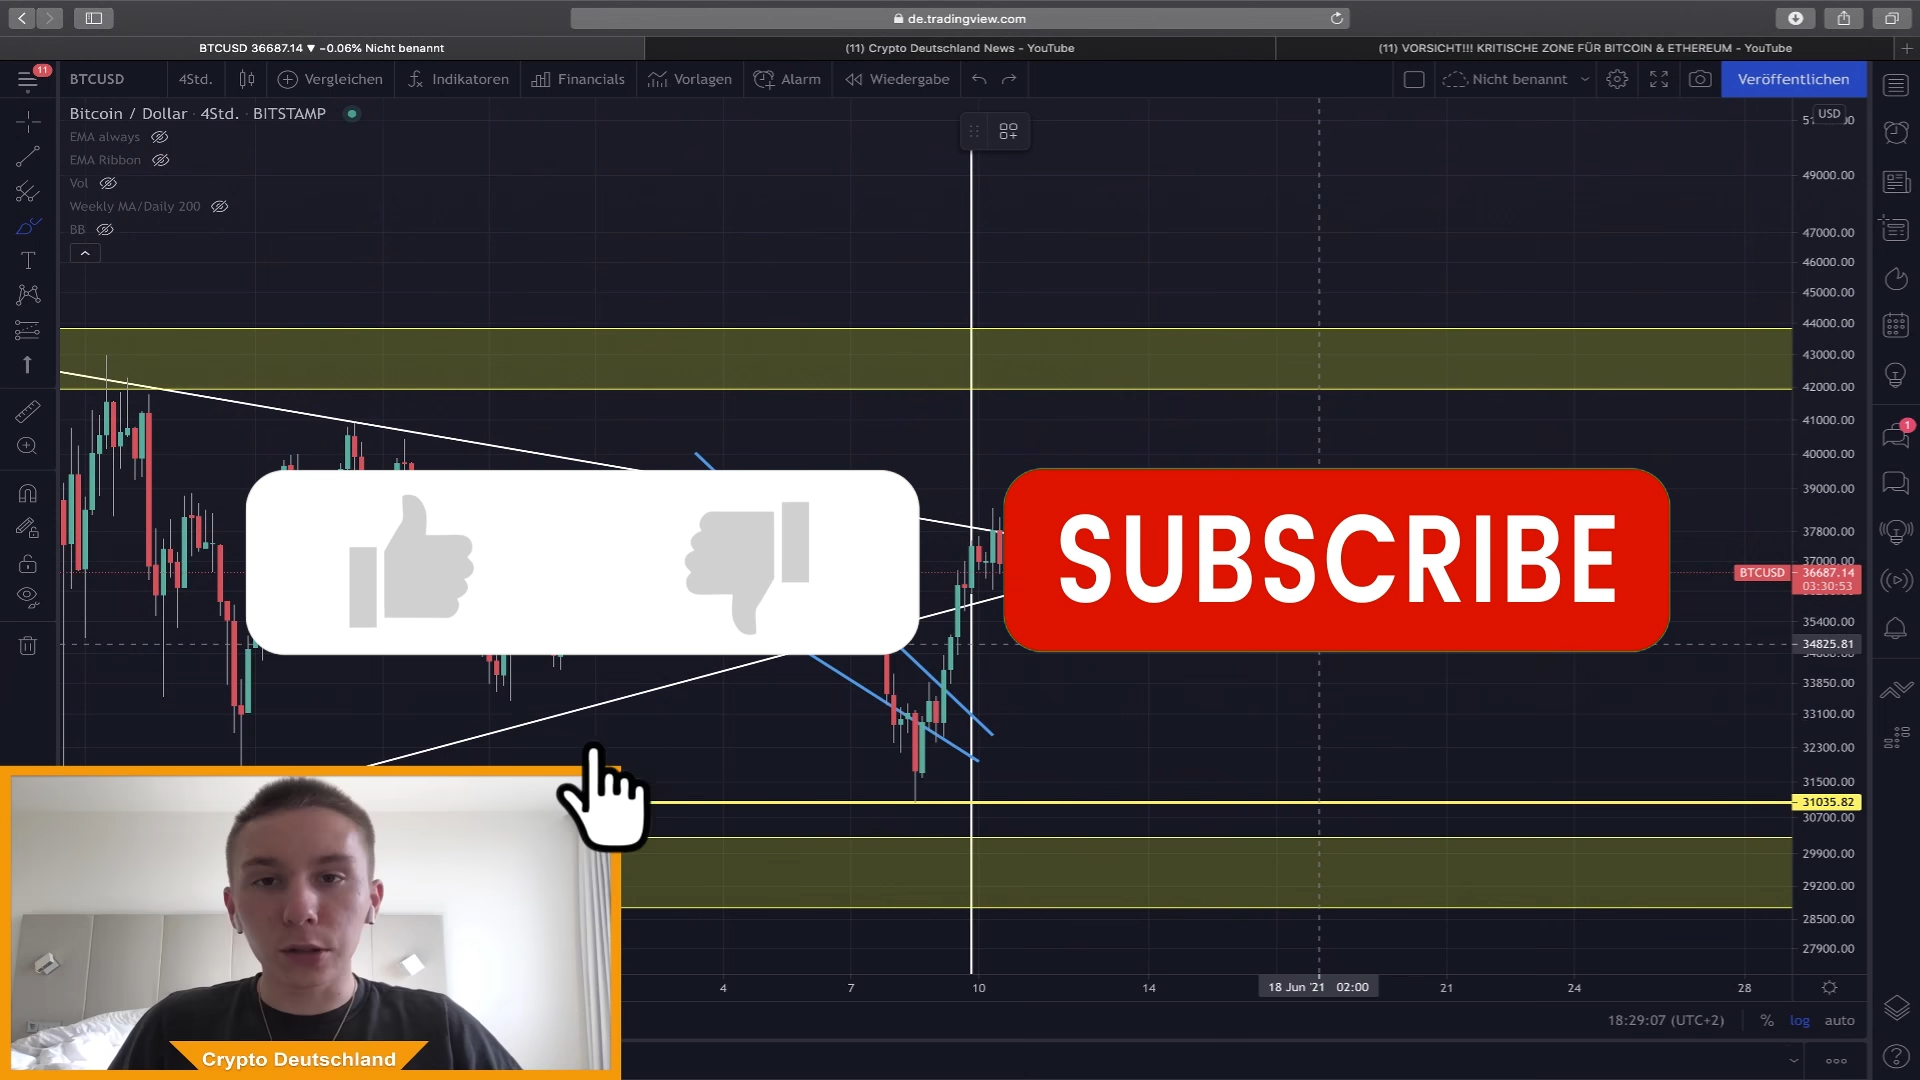 de.tradingview.com
BTCUSD 36687.14 ▼ −0.06% Nicht benannt
(11) Crypto Deutschland News - YouTube
(11) VORSICHT!!! KRITISCHE ZONE FÜR BITCOIN & ETHEREUM - YouTube
11
BTCUSD
4Std.
Vergleichen
Indikatoren
Financials
Vorlagen
Alarm
Wiedergabe
Nicht benannt
Veröffentlichen
Bitcoin / Dollar · 4Std. · BITSTAMP
EMA always
EMA Ribbon
Vol
Weekly MA/Daily 200
BB
USD
49000.00
47000.00
46000.00
45000.00
44000.00
43000.00
42000.00
41000.00
40000.00
39000.00
37800.00
37000.00
BTCUSD 36687.14
03:30:53
35400.00
34825.81
33850.00
33100.00
32300.00
31500.00
31035.82
30700.00
29900.00
29200.00
28500.00
27900.00
1
SUBSCRIBE
4
7
10
14
18 Jun '21 02:00
21
24
28
18:29:07 (UTC+2)
%
log
auto
Crypto Deutschland